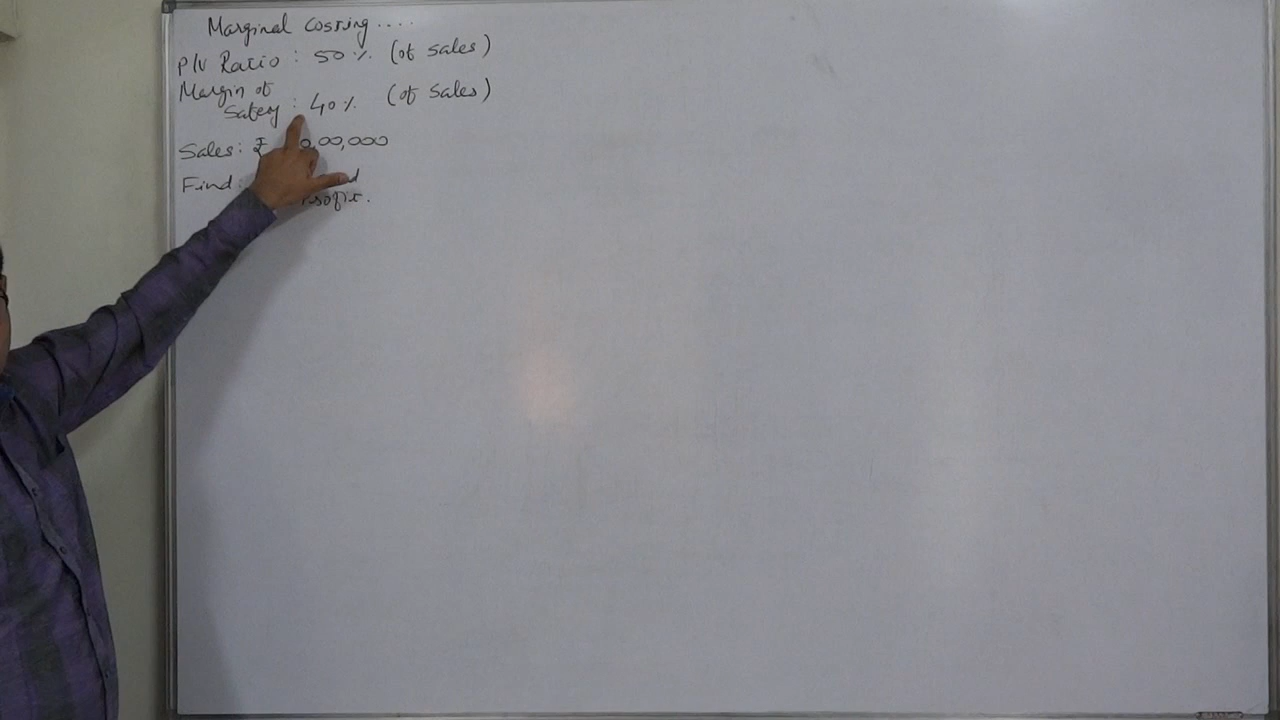 Marginal Costing....
P/V Ratio : 50% (of sales)
Margin of
Safety : 40% (of sales)
Sales: ₹ 0,00,000
Find